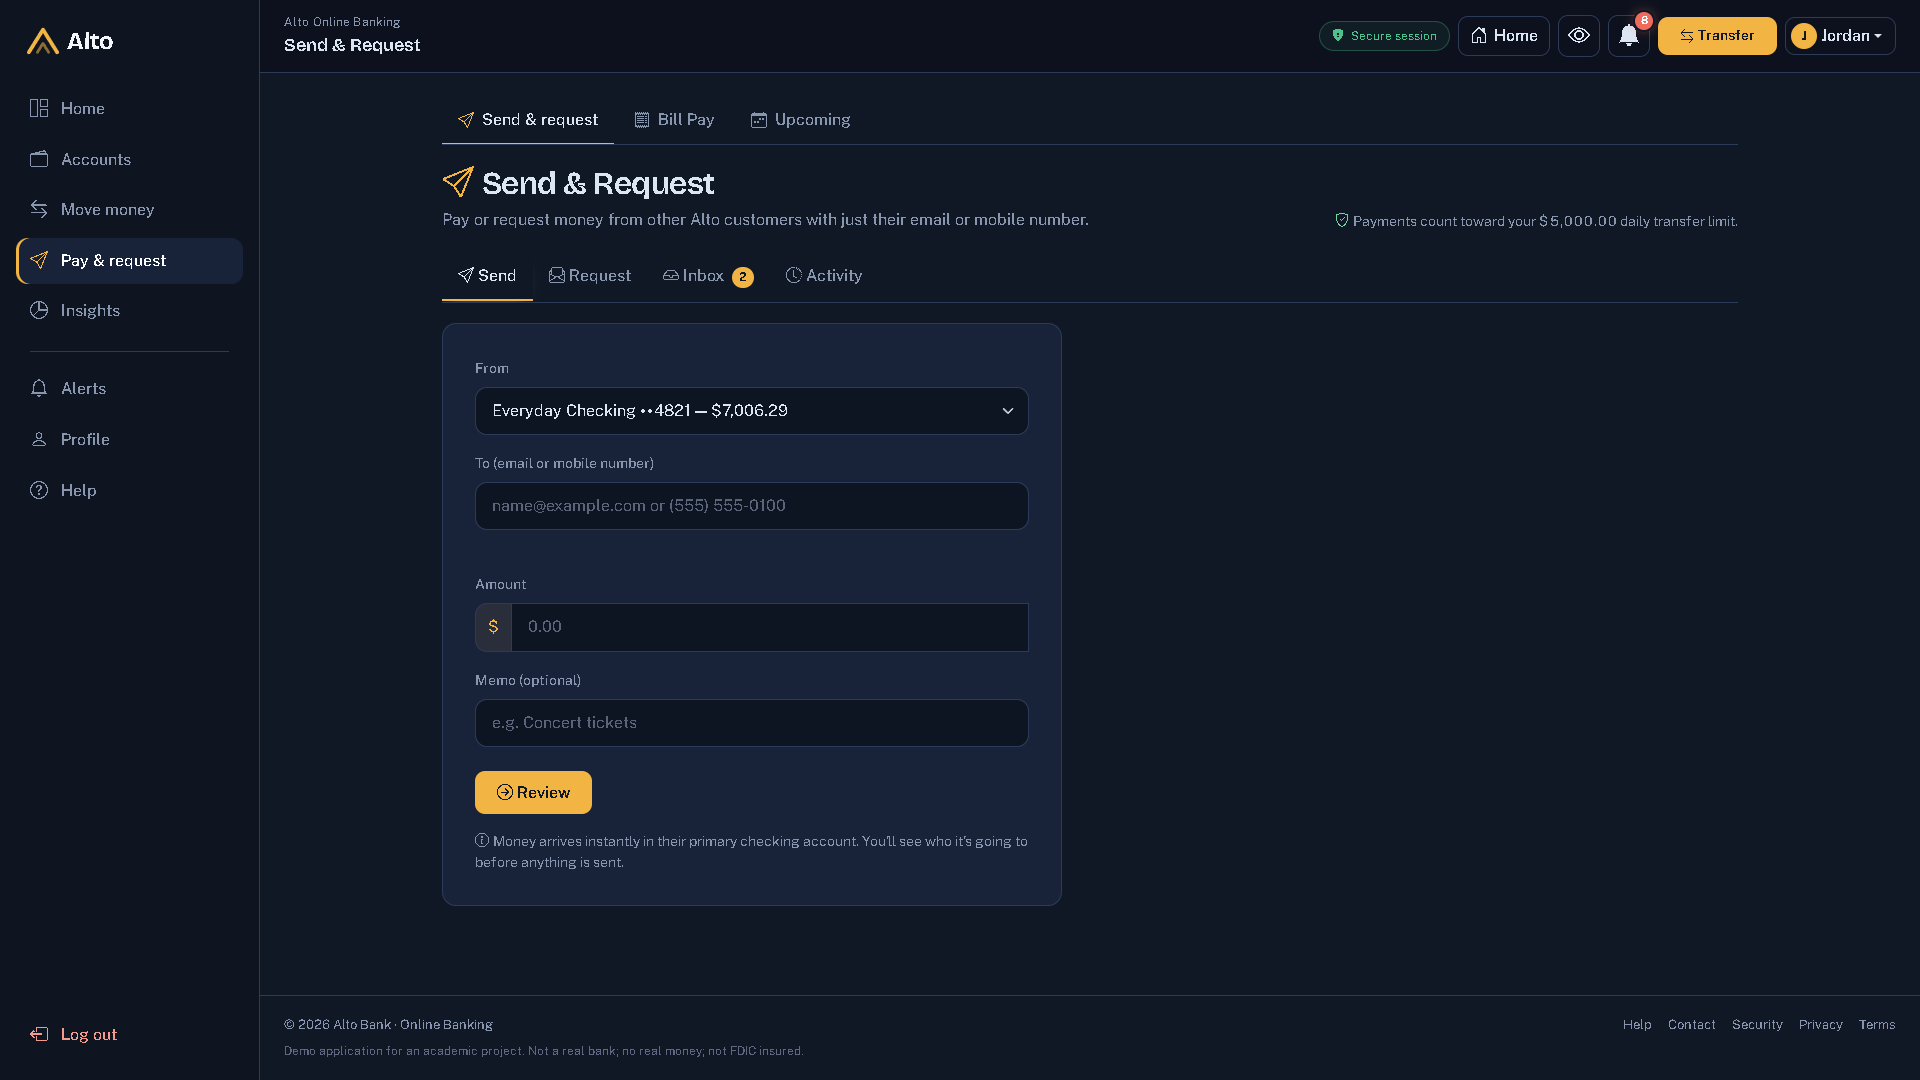 Alto
Home
Accounts
Move money
Pay & request
Insights
Alerts
Profile
Help
Log out
Alto Online Banking
Send & Request
Secure session
Home
8
Transfer
J
Jordan
Send & request
Bill Pay
Upcoming
Send & Request
Pay or request money from other Alto customers with just their email or mobile number.
Payments count toward your $5,000.00 daily transfer limit.
Send
Request
Inbox 2
Activity
From
Everyday Checking ••4821 — $7,006.29
To (email or mobile number)
name@example.com or (555) 555-0100
Amount
$ 0.00
Memo (optional)
e.g. Concert tickets
Review
Money arrives instantly in their primary checking account. You'll see who it's going to
before anything is sent.
© 2026 Alto Bank · Online Banking
Help
Contact
Security
Privacy
Terms
Demo application for an academic project. Not a real bank; no real money; not FDIC insured.